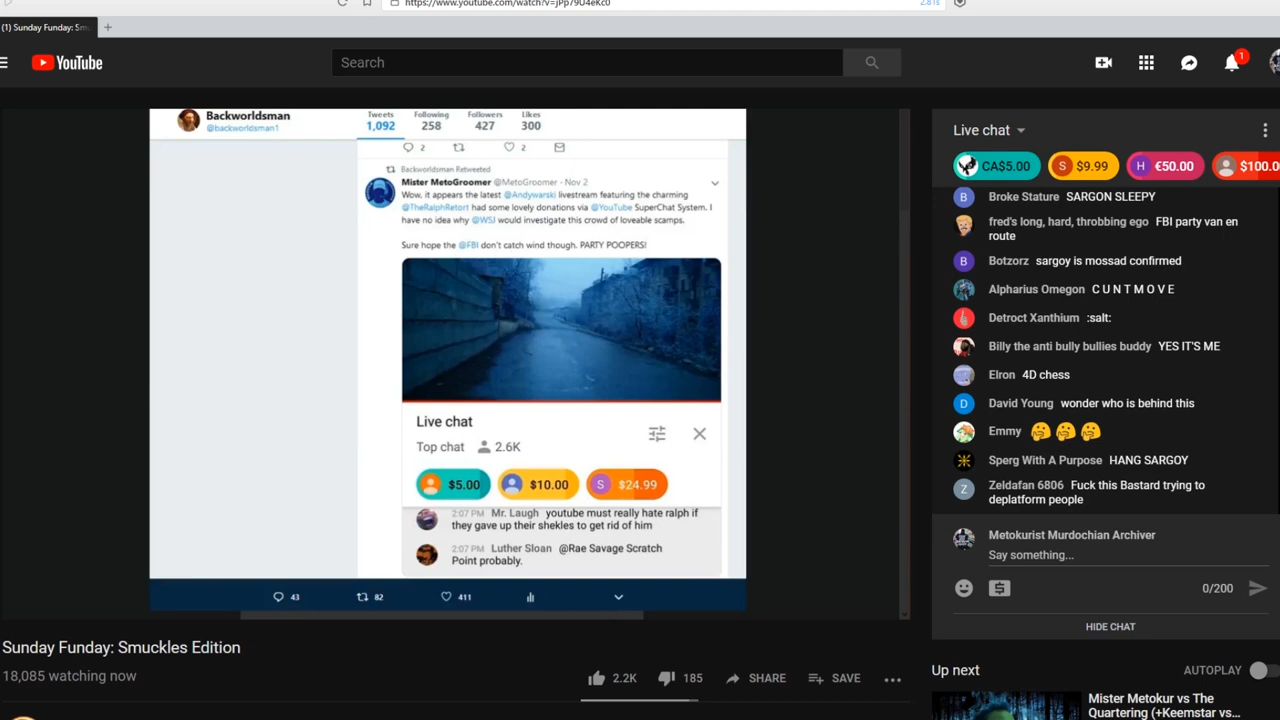 https://www.youtube.com/watch?v=jPp79U4eKc0
2.81s
(1) Sunday Funday: Smu
YouTube
Search
1
Backworldsman
@backworldsman1
Tweets Following Followers Likes
1,092 258 427 300
2 2
Backworldsman Retweeted
Mister MetoGroomer @MetoGroomer - Nov 2
Wow, it appears the latest @Andywarski livestream featuring the charming
@TheRalphRetort had some lovely donations via @YouTube SuperChat System. I
have no idea why @WSJ would investigate this crowd of loveable scamps.
Sure hope the @FBI don't catch wind though. PARTY POOPERS!
Live chat
Top chat 2.6K
$5.00 $10.00 S $24.99
2:07 PM Mr. Laugh youtube must really hate ralph if
they gave up their shekles to get rid of him
2:07 PM Luther Sloan @Rae Savage Scratch
Point probably.
43 82 411
Sunday Funday: Smuckles Edition
18,085 watching now
2.2K 185 SHARE SAVE
Live chat
CA$5.00 S $9.99 H €50.00 $100.0
B Broke Stature SARGON SLEEPY
fred's long, hard, throbbing ego FBI party van en
route
B Botzorz sargoy is mossad confirmed
Alpharius Omegon C U N T M O V E
Detroct Xanthium :salt:
Billy the anti bully bullies buddy YES IT'S ME
Elron 4D chess
D David Young wonder who is behind this
Emmy 🤔🤔🤔
Sperg With A Purpose HANG SARGOY
Z Zeldafan 6806 Fuck this Bastard trying to
deplatform people
Metokurist Murdochian Archiver
Say something...
0/200
HIDE CHAT
Up next AUTOPLAY
Mister Metokur vs The
Quartering (+Keemstar vs...